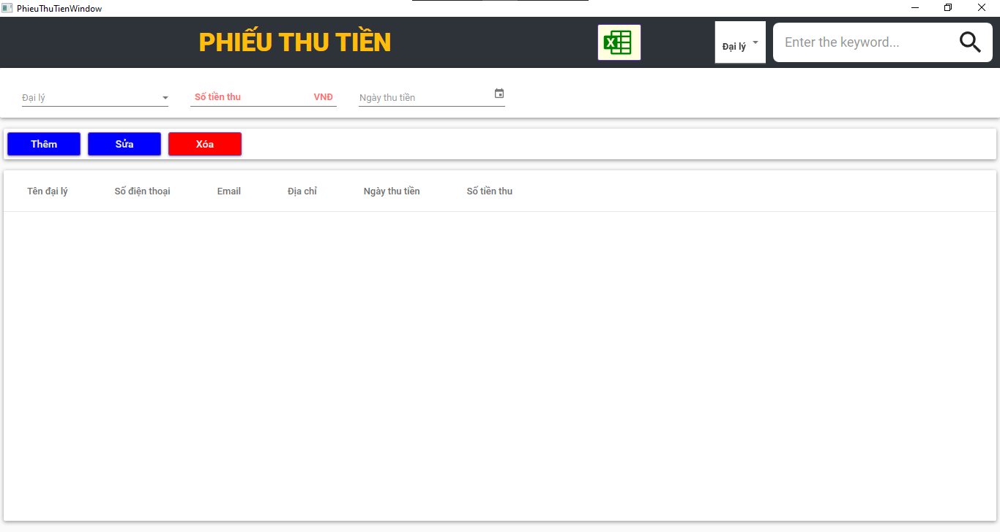 PhieuThuTienWindow
PHIẾU THU TIỀN
Đại lý
Enter the keyword...
Đại lý
Số tiền thu VNĐ
Ngày thu tiền
Thêm Sửa Xóa
Tên đại lý Số điện thoại Email Địa chỉ Ngày thu tiền Số tiền thu